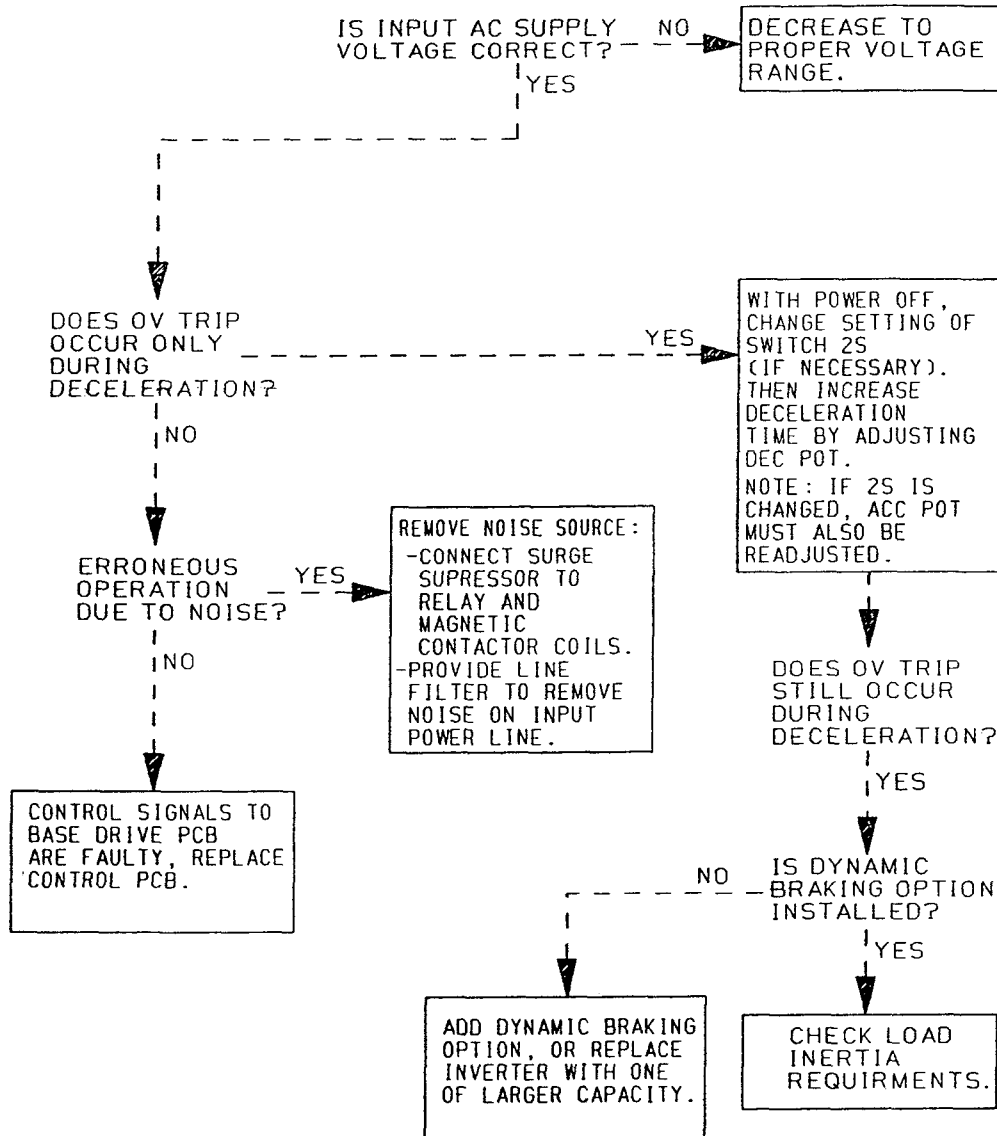 IS INPUT AC SUPPLY
VOLTAGE CORRECT?
NO
DECREASE TO
PROPER VOLTAGE
RANGE.
YES
DOES OV TRIP
OCCUR ONLY
DURING
DECELERATION?
YES
WITH POWER OFF,
CHANGE SETTING OF
SWITCH 2S
(IF NECESSARY).
THEN INCREASE
DECELERATION
TIME BY ADJUSTING
DEC POT.
NOTE: IF 2S IS
CHANGED, ACC POT
MUST ALSO BE
READJUSTED.
NO
ERRONEOUS
OPERATION
DUE TO NOISE?
YES
REMOVE NOISE SOURCE:
-CONNECT SURGE
SUPRESSOR TO
RELAY AND
MAGNETIC
CONTACTOR COILS.
-PROVIDE LINE
FILTER TO REMOVE
NOISE ON INPUT
POWER LINE.
NO
CONTROL SIGNALS TO
BASE DRIVE PCB
ARE FAULTY, REPLACE
CONTROL PCB.
DOES OV TRIP
STILL OCCUR
DURING
DECELERATION?
YES
IS DYNAMIC
BRAKING OPTION
INSTALLED?
NO
YES
ADD DYNAMIC BRAKING
OPTION, OR REPLACE
INVERTER WITH ONE
OF LARGER CAPACITY.
CHECK LOAD
INERTIA
REQUIRMENTS.